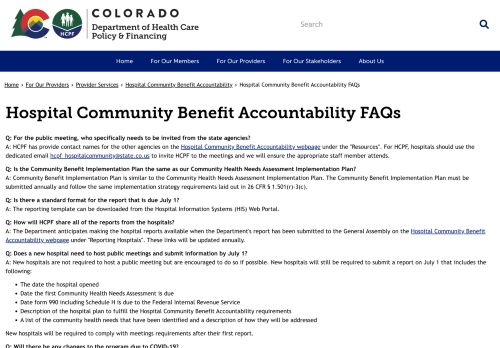 COLORADO
Department of Health Care
Policy & Financing
HCPF
Search
Home For Our Members For Our Providers For Our Stakeholders About Us
Home › For Our Providers › Provider Services › Hospital Community Benefit Accountability › Hospital Community Benefit Accountability FAQs
Hospital Community Benefit Accountability FAQs
Q: For the public meeting, who specifically needs to be invited from the state agencies?
A: HCPF has provide contact names for the other agencies on the Hospital Community Benefit Accountability webpage under the "Resources". For HCPF, hospitals should use the
dedicated email hcpf_hospitalcommunity@state.co.us to invite HCPF to the meetings and we will ensure the appropriate staff member attends.
Q: Is the Community Benefit Implementation Plan the same as our Community Health Needs Assessment Implementation Plan?
A: Community Benefit Implementation Plan is similar to the Community Health Needs Assessment Implementation Plan. The Community Benefit Implementation Plan must be
submitted annually and follow the same implementation strategy requirements laid out in 26 CFR § 1.501(r)-3(c).
Q: Is there a standard format for the report that is due July 1?
A: The reporting template can be downloaded from the Hospital Information Systems (HIS) Web Portal.
Q: How will HCPF share all of the reports from the hospitals?
A: The Department anticipates making the hospital reports available when the Department's report has been submitted to the General Assembly on the Hospital Community Benefit
Accountability webpage under "Reporting Hospitals". These links will be updated annually.
Q: Does a new hospital need to host public meetings and submit information by July 1?
A: New hospitals are not required to host a public meeting but are encouraged to do so if possible. New hospitals will still be required to submit a report on July 1 that includes the
following:
• The date the hospital opened
• Date the first Community Health Needs Assessment is due
• Date form 990 including Schedule H is due to the Federal Internal Revenue Service
• Description of the hospital plan to fulfill the Hospital Community Benefit Accountability requirements
• A list of the community health needs that have been identified and a description of how they will be addressed
New hospitals will be required to comply with meetings requirements after their first report.
Q: Will there be any changes to the program due to COVID-19?